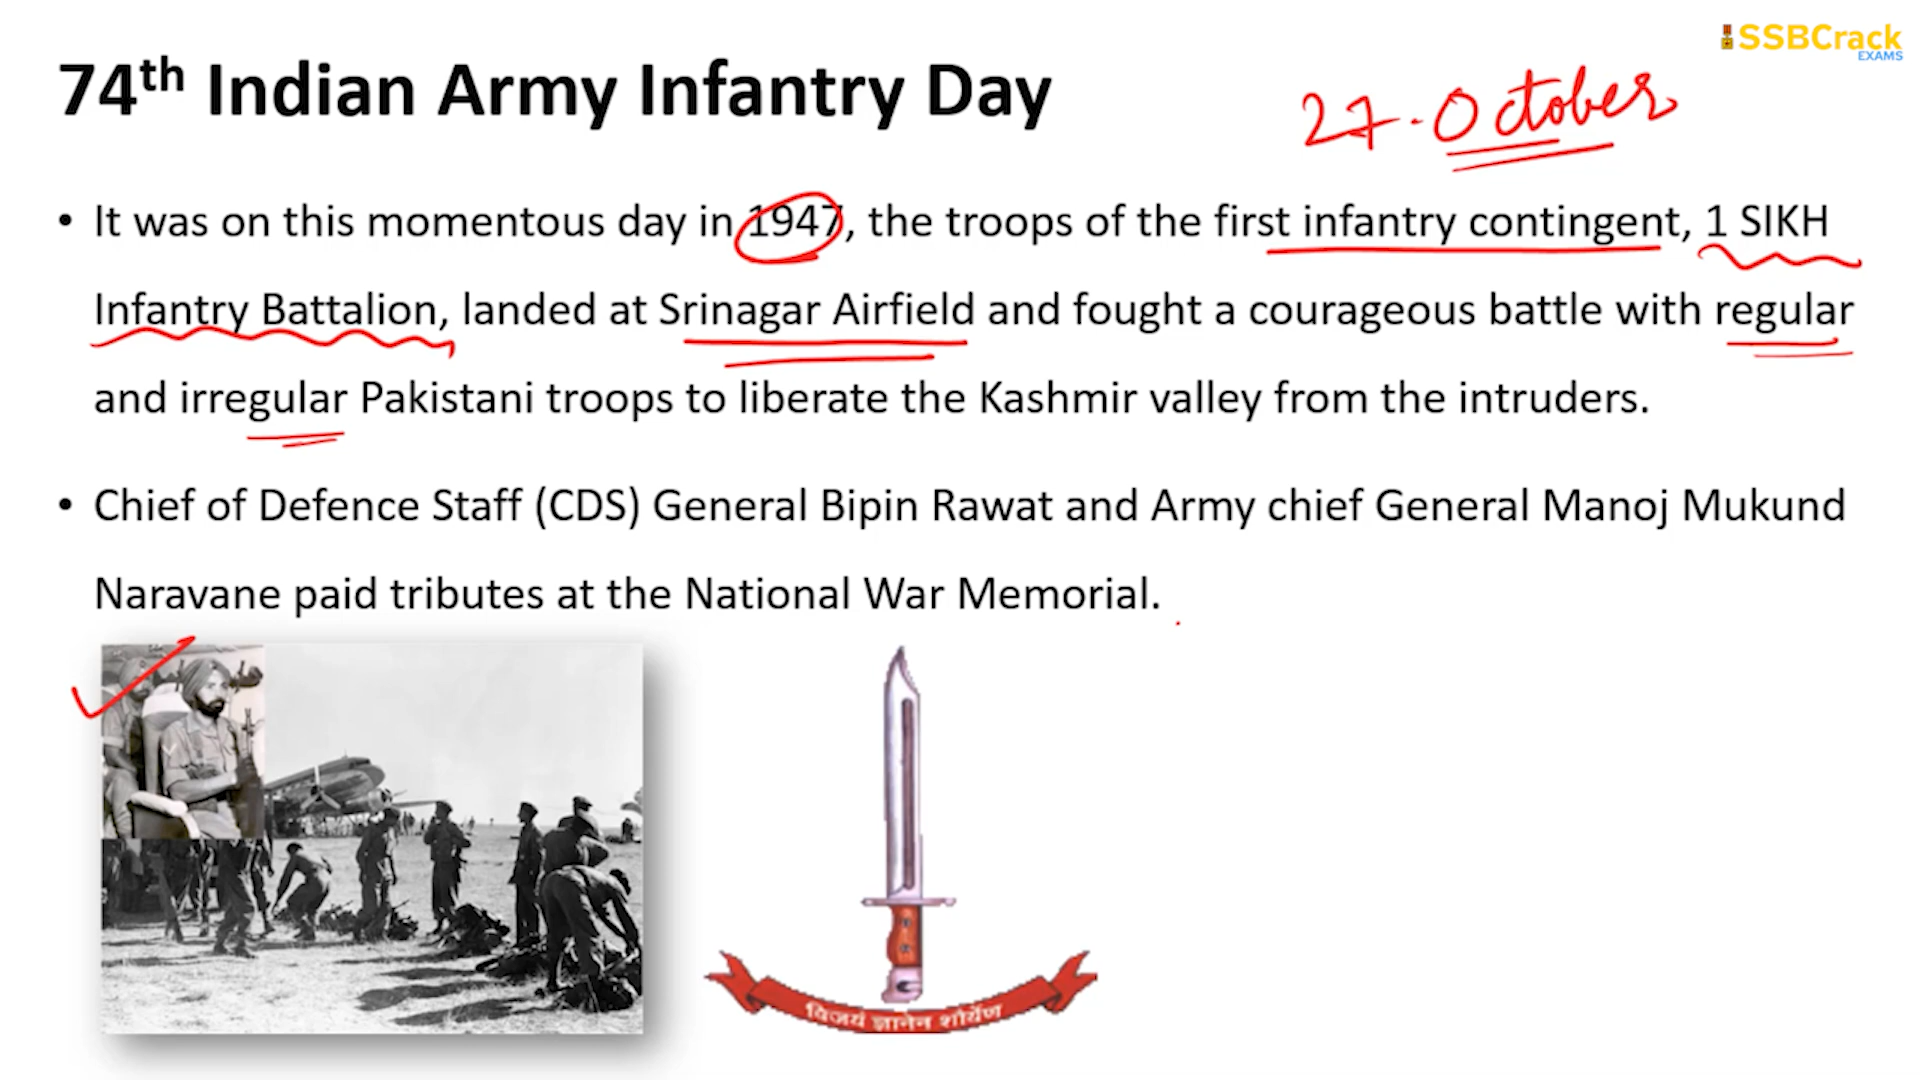 SSBCrack
EXAMS
74th Indian Army Infantry Day
27 · October
• It was on this momentous day in 1947, the troops of the first infantry contingent, 1 SIKH
Infantry Battalion, landed at Srinagar Airfield and fought a courageous battle with regular
and irregular Pakistani troops to liberate the Kashmir valley from the intruders.
• Chief of Defence Staff (CDS) General Bipin Rawat and Army chief General Manoj Mukund
Naravane paid tributes at the National War Memorial.
विजयं ज्ञानेन शौर्येण